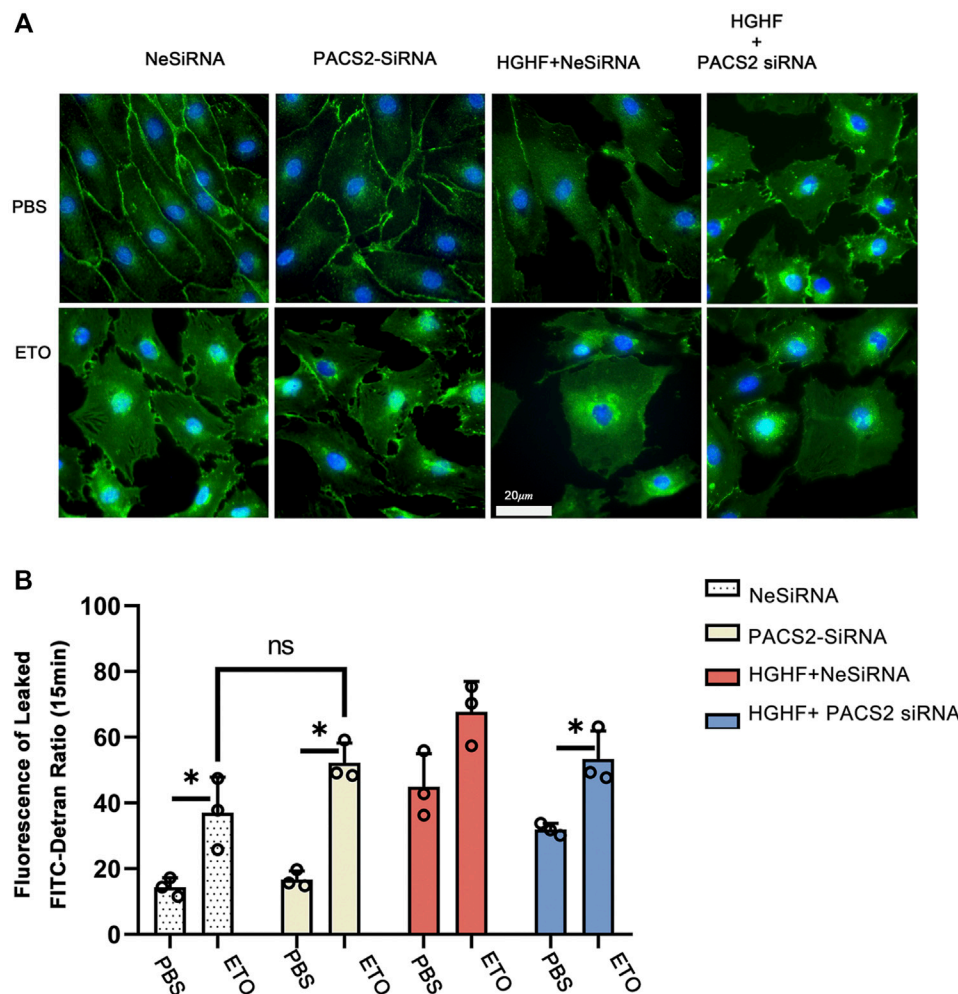 A
NeSiRNA
PACS2-SiRNA
HGHF+NeSiRNA
HGHF
+
PACS2 siRNA
PBS
ETO
20μm
B
Fluorescence of Leaked
FITC-Detran Ratio (15min)
100
80
60
40
20
0
ns
*
*
*
PBS
ETO
PBS
ETO
PBS
ETO
PBS
ETO
NeSiRNA
PACS2-SiRNA
HGHF+NeSiRNA
HGHF+ PACS2 siRNA